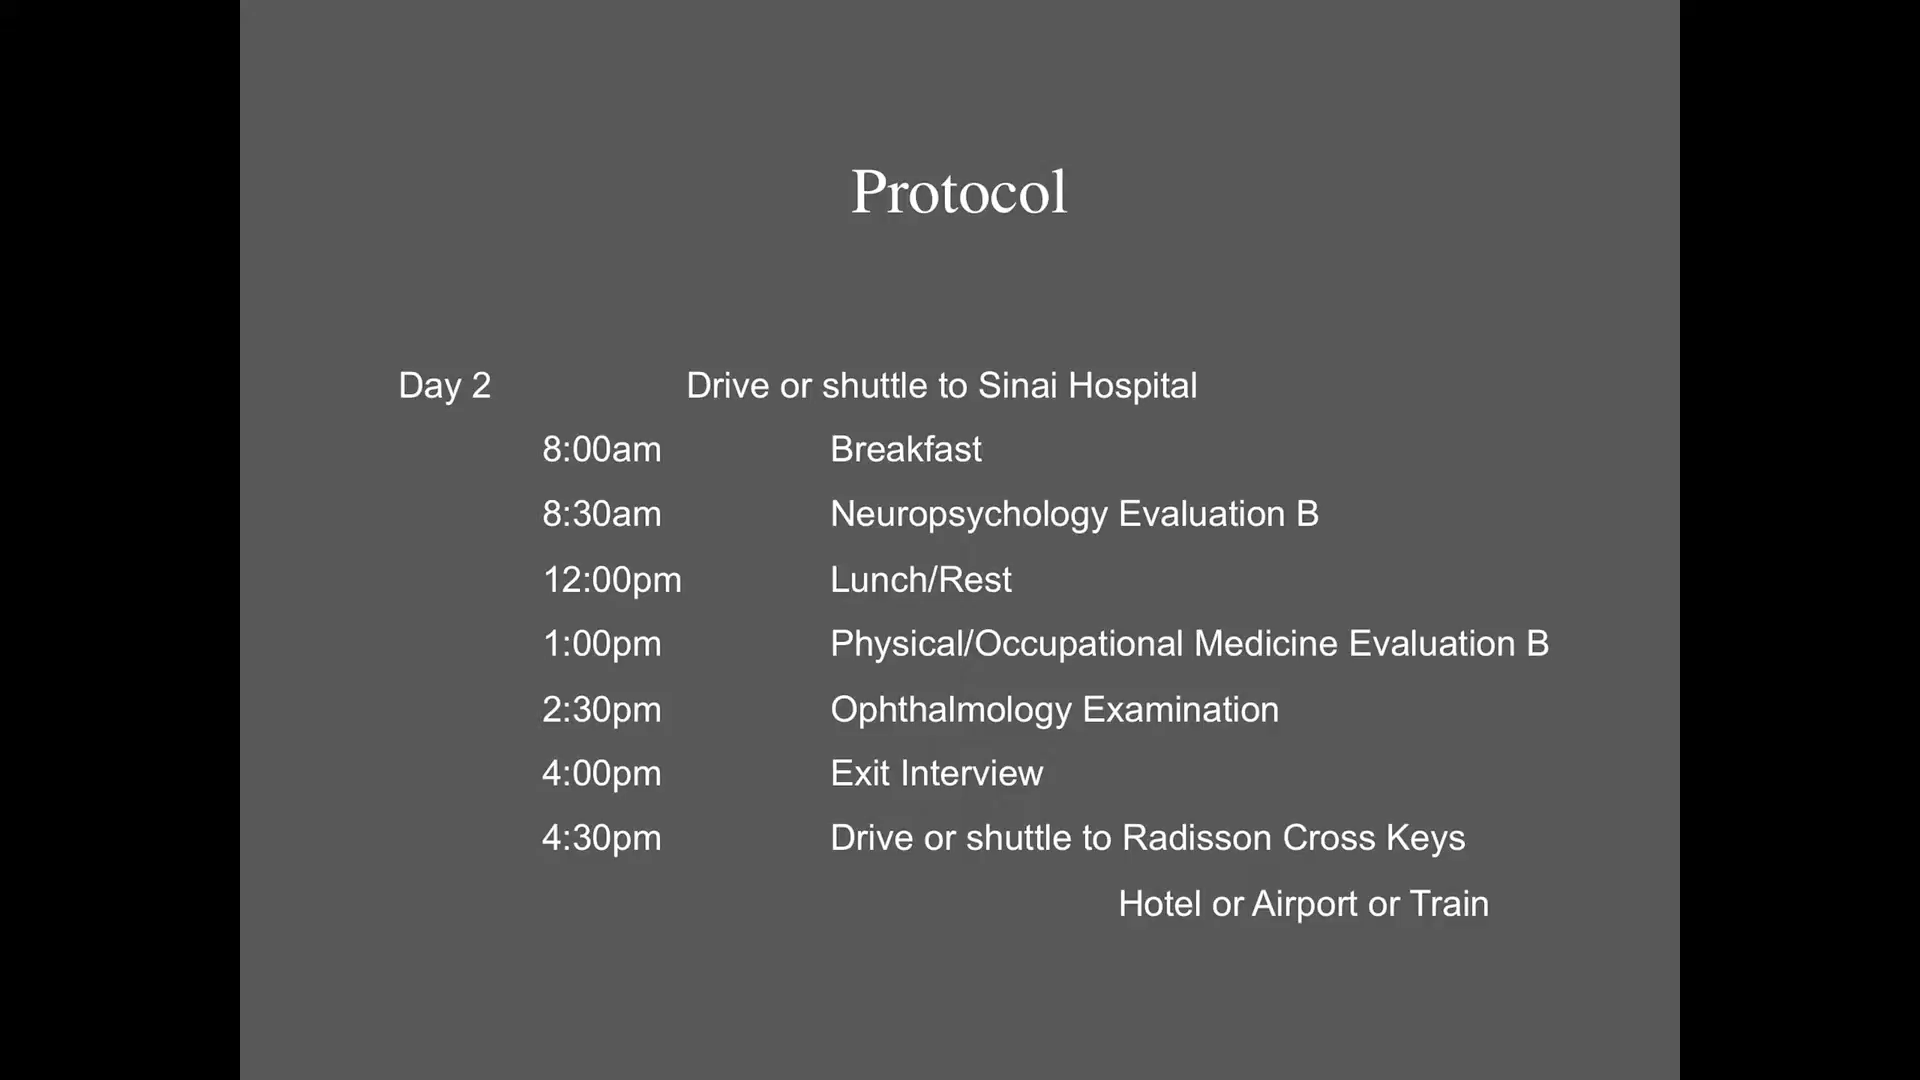 Protocol
Day 2 Drive or shuttle to Sinai Hospital
8:00am Breakfast
8:30am Neuropsychology Evaluation B
12:00pm Lunch/Rest
1:00pm Physical/Occupational Medicine Evaluation B
2:30pm Ophthalmology Examination
4:00pm Exit Interview
4:30pm Drive or shuttle to Radisson Cross Keys
Hotel or Airport or Train